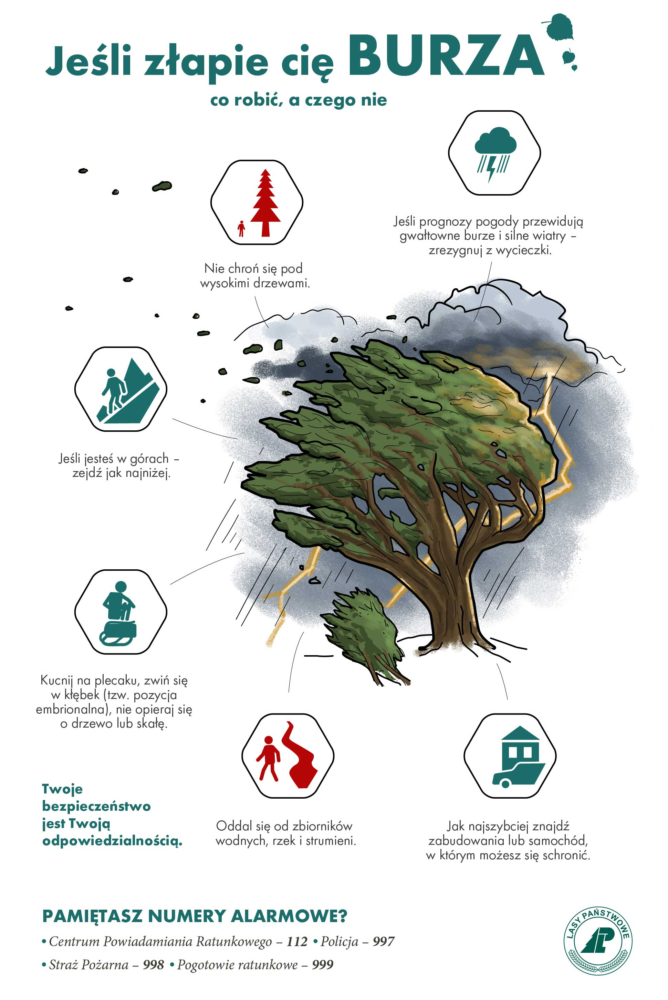 Jeśli złapie cię BURZA
co robić, a czego nie
Jeśli prognozy pogody przewidują
gwałtowne burze i silne wiatry –
zrezygnuj z wycieczki.
Nie chroń się pod
wysokimi drzewami.
Jeśli jesteś w górach –
zejdź jak najniżej.
Kucnij na plecaku, zwiń się
w kłębek (tzw. pozycja
embrionalna), nie opieraj się
o drzewo lub skałę.
Oddal się od zbiorników
wodnych, rzek i strumieni.
Jak najszybciej znajdź
zabudowania lub samochód,
w którym możesz się schronić.
Twoje
bezpieczeństwo
jest Twoją
odpowiedzialnością.
PAMIĘTASZ NUMERY ALARMOWE?
• Centrum Powiadamiania Ratunkowego – 112 • Policja – 997
• Straż Pożarna – 998 • Pogotowie ratunkowe – 999
LASY PAŃSTWOWE
LP